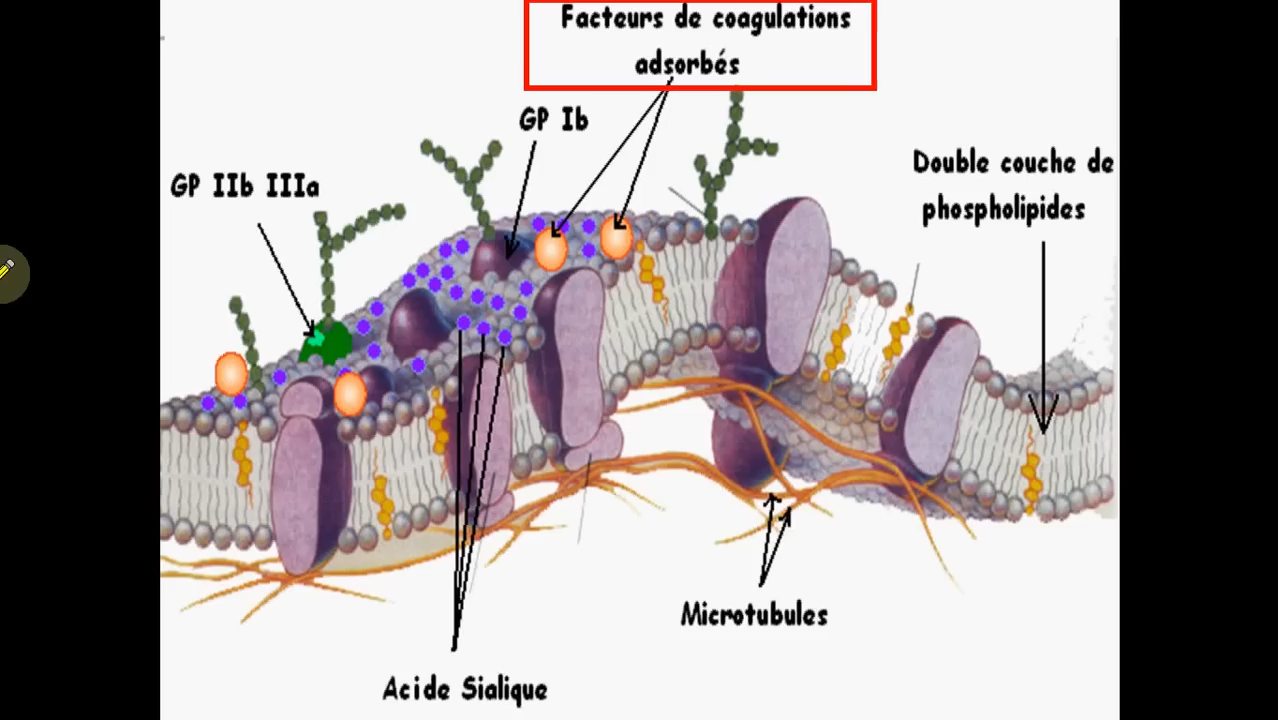 Facteurs de coagulations
adsorbés
GP Ib
GP IIb IIIa
Double couche de
phospholipides
Microtubules
Acide Sialique